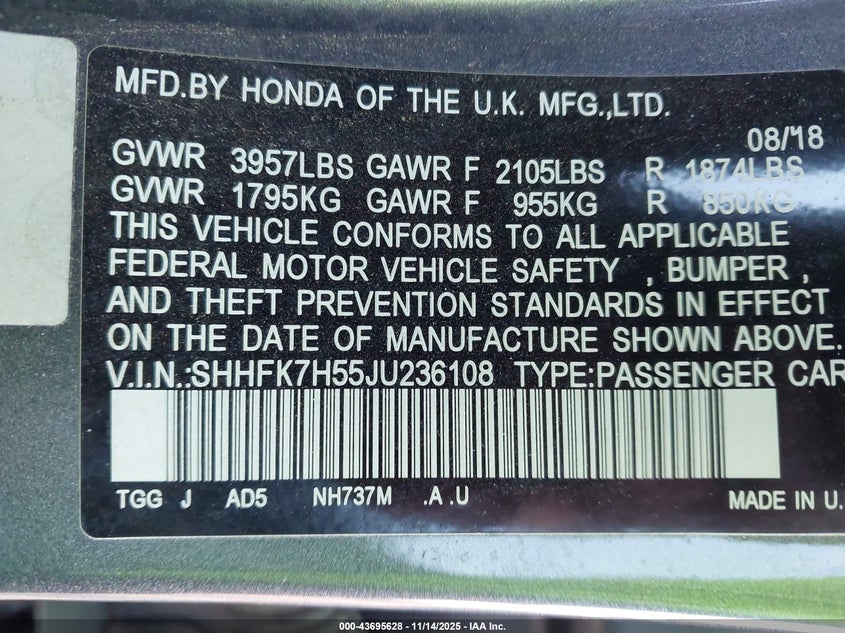 MFD.BY HONDA OF THE U.K. MFG.,LTD.
08/18
GVWR 3957LBS GAWR F 2105LBS R 1874LBS
GVWR 1795KG GAWR F 955KG R 850KG
THIS VEHICLE CONFORMS TO ALL APPLICABLE
FEDERAL MOTOR VEHICLE SAFETY , BUMPER ,
AND THEFT PREVENTION STANDARDS IN EFFECT
ON THE DATE OF MANUFACTURE SHOWN ABOVE.
V.I.N.:SHHFK7H55JU236108 TYPE:PASSENGER CAR
TGG J AD5 NH737M .A .U MADE IN U.
000-43695628 - 11/14/2025 - IAA Inc.